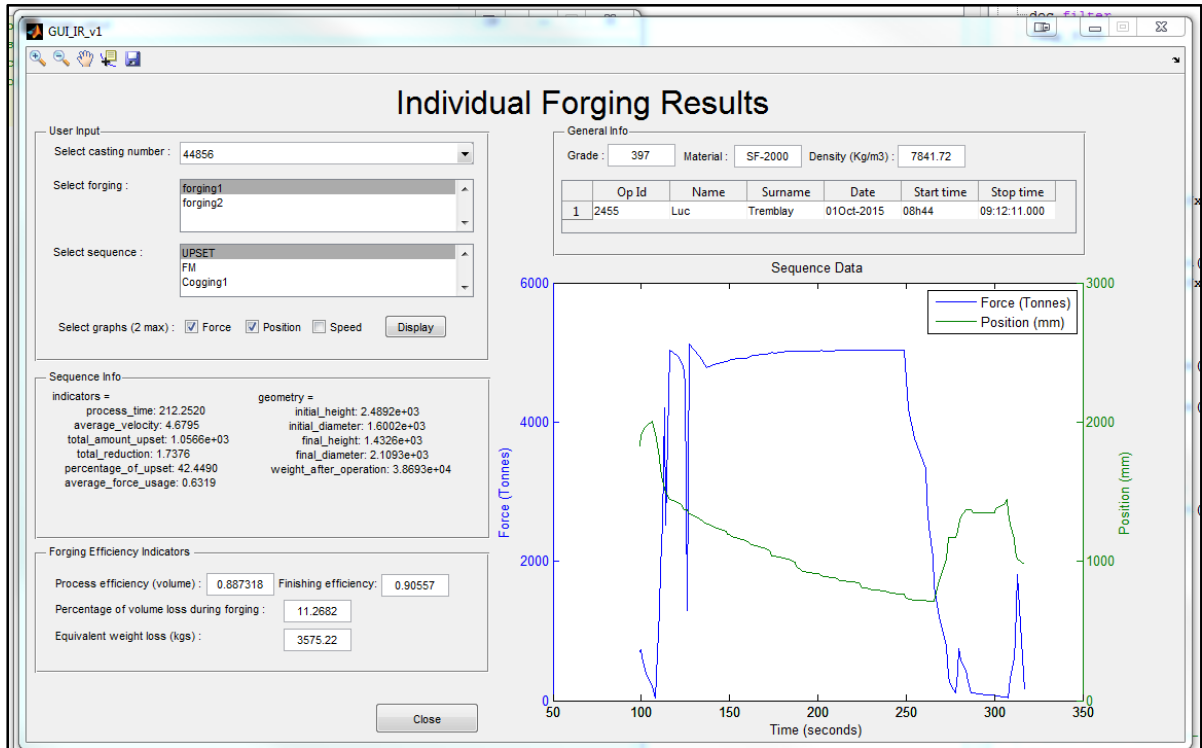 doc filter
GUI_IR_v1
Individual Forging Results
User Input
Select casting number : 44856
Select forging : forging1
forging2
Select sequence : UPSET
FM
Cogging1
Select graphs (2 max) : Force Position Speed Display
General Info
Grade : 397 Material : SF-2000 Density (Kg/m3) : 7841.72
Op Id Name Surname Date Start time Stop time
1 2455 Luc Tremblay 01Oct-2015 08h44 09:12:11.000
Sequence Info
indicators =
process_time: 212.2520
average_velocity: 4.6795
total_amount_upset: 1.0566e+03
total_reduction: 1.7376
percentage_of_upset: 42.4490
average_force_usage: 0.6319
geometry =
initial_height: 2.4892e+03
initial_diameter: 1.6002e+03
final_height: 1.4326e+03
final_diameter: 2.1093e+03
weight_after_operation: 3.8693e+04
Forging Efficiency Indicators
Process efficiency (volume) : 0.887318 Finishing efficiency: 0.90557
Percentage of volume loss during forging : 11.2682
Equivalent weight loss (kgs) : 3575.22
Close
Sequence Data
Force (Tonnes)
Position (mm)
6000
4000
2000
0
Force (Tonnes)
3000
2000
1000
0
Position (mm)
50 100 150 200 250 300 350
Time (seconds)